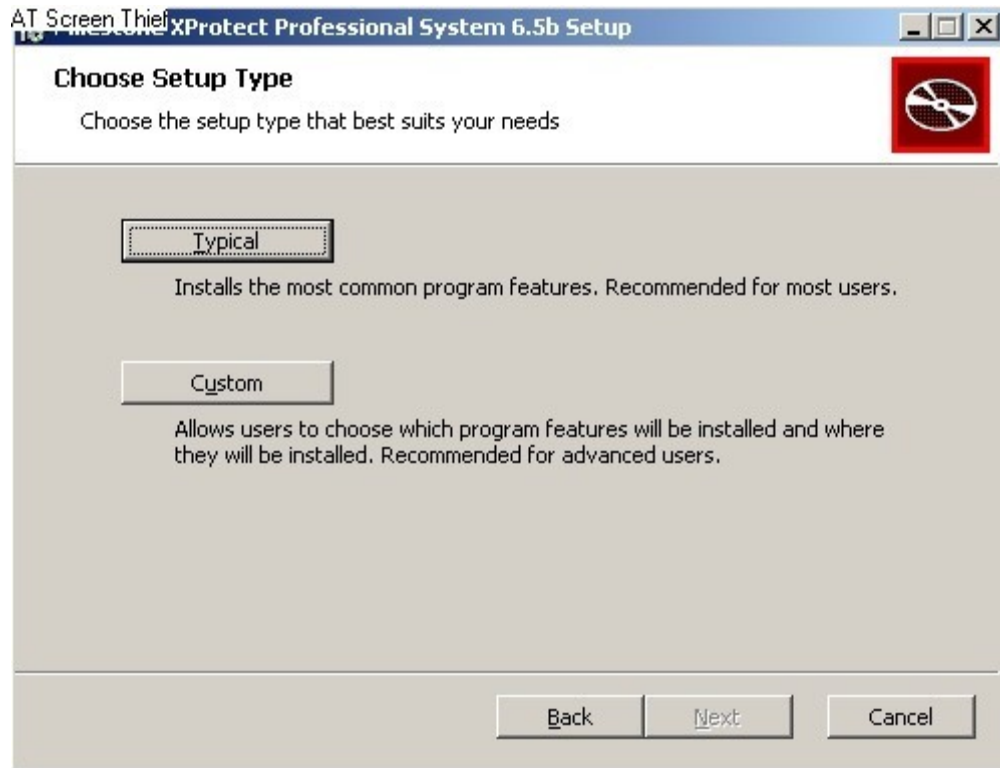 AT Screen Thief
Milestone XProtect Professional System 6.5b Setup
Choose Setup Type
Choose the setup type that best suits your needs
Typical
Installs the most common program features. Recommended for most users.
Custom
Allows users to choose which program features will be installed and where
they will be installed. Recommended for advanced users.
Back
Next
Cancel